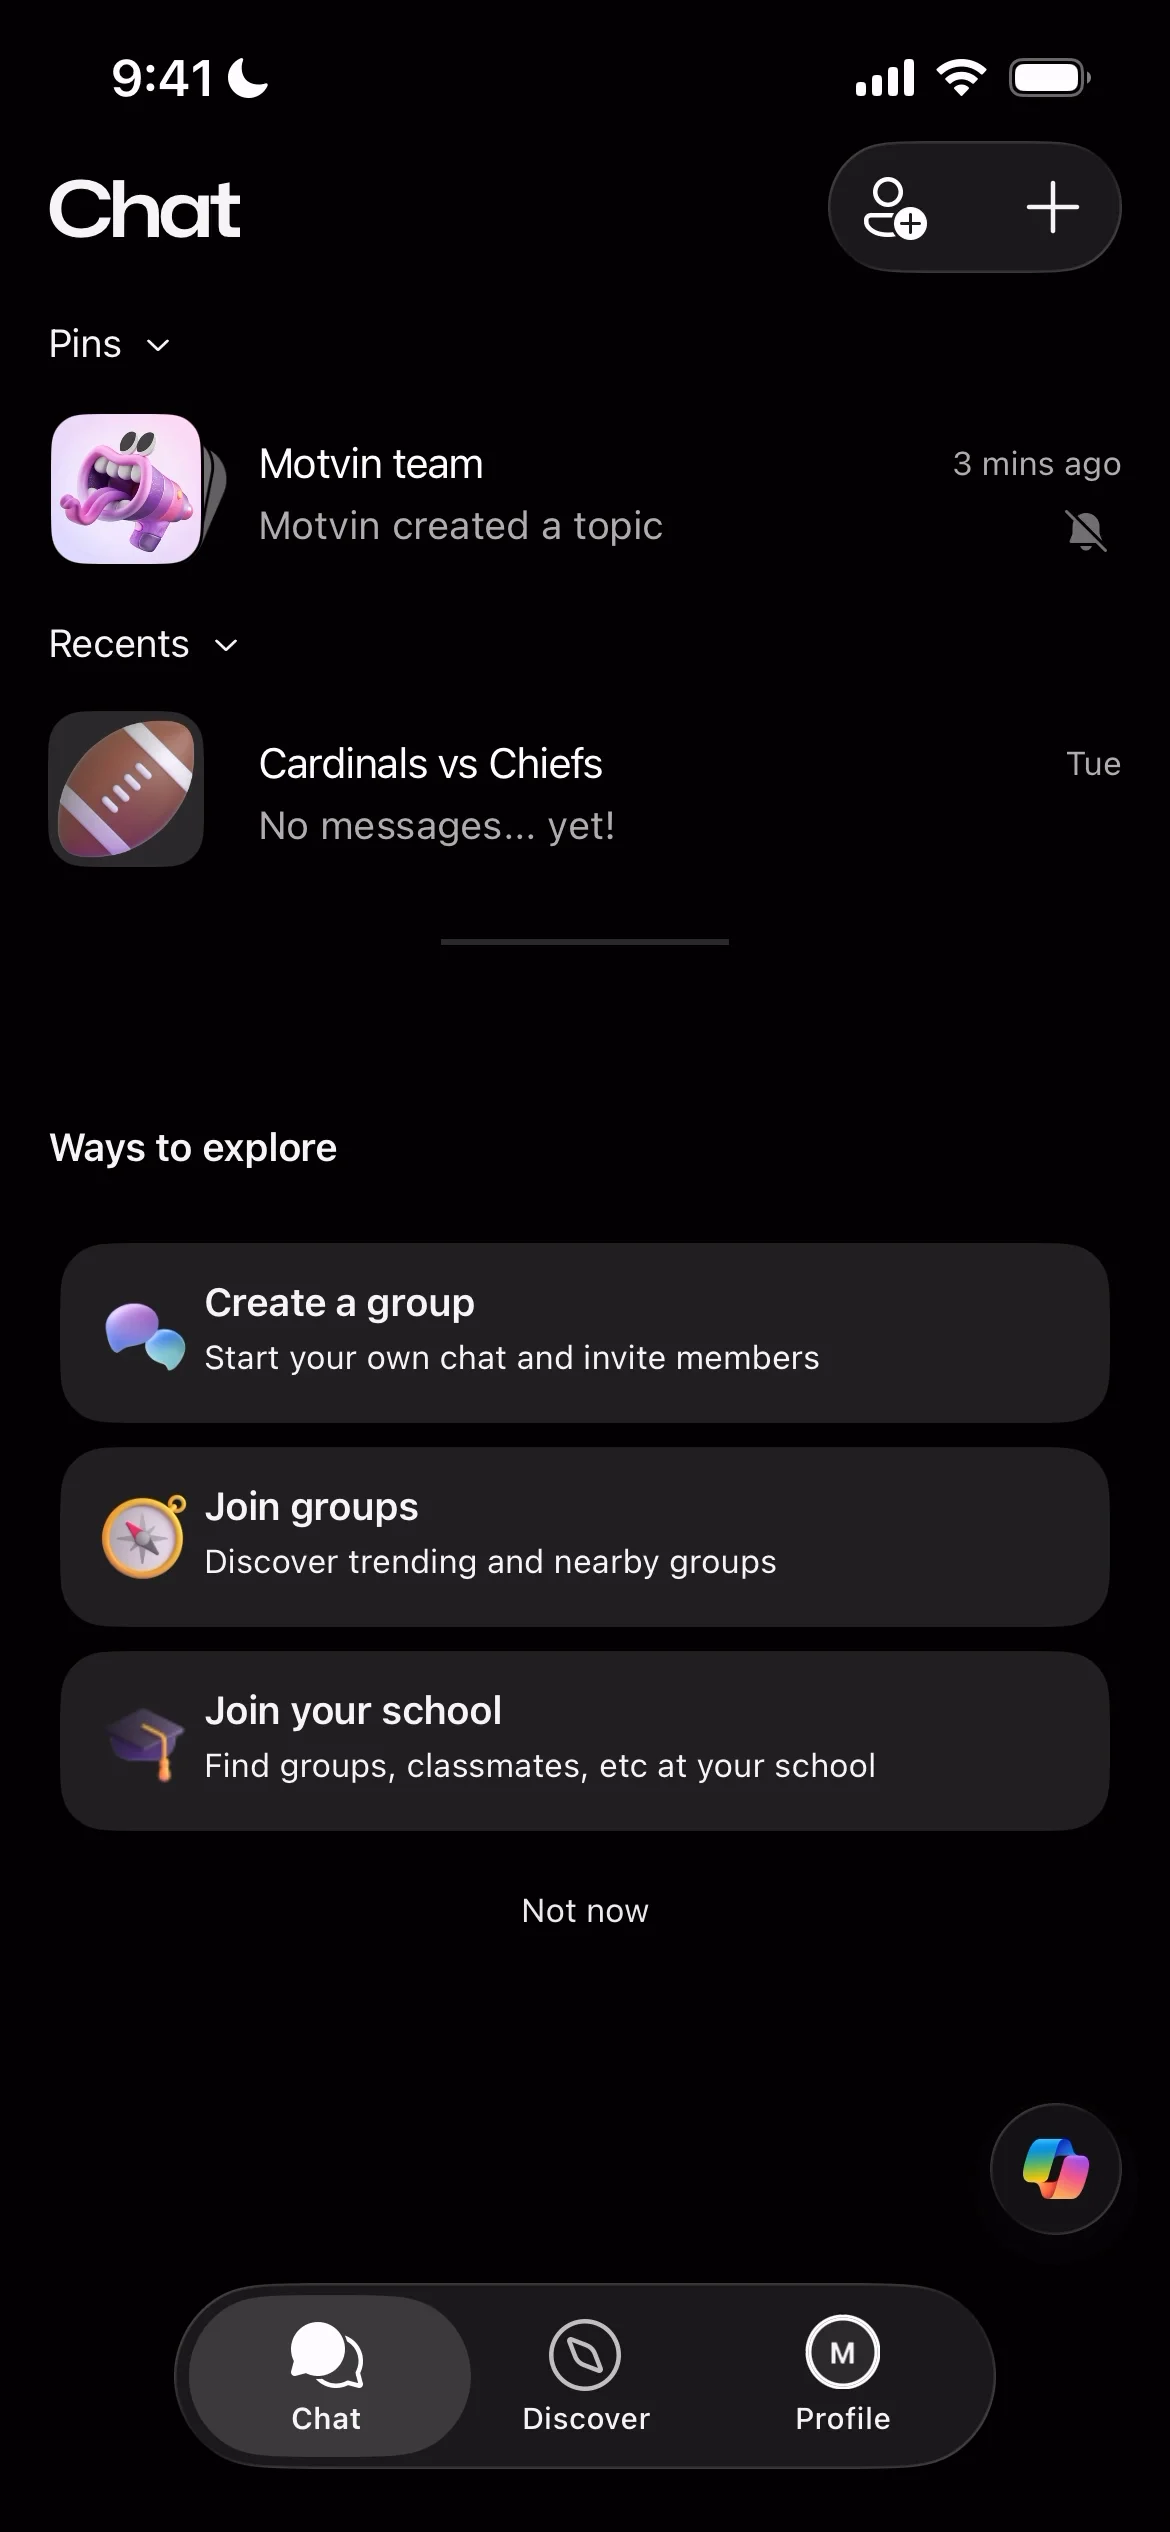 9:41
Chat
Pins
Motvin team
3 mins ago
Motvin created a topic
Recents
Cardinals vs Chiefs
Tue
No messages... yet!
Ways to explore
Create a group
Start your own chat and invite members
Join groups
Discover trending and nearby groups
Join your school
Find groups, classmates, etc at your school
Not now
M
Chat
Discover
Profile